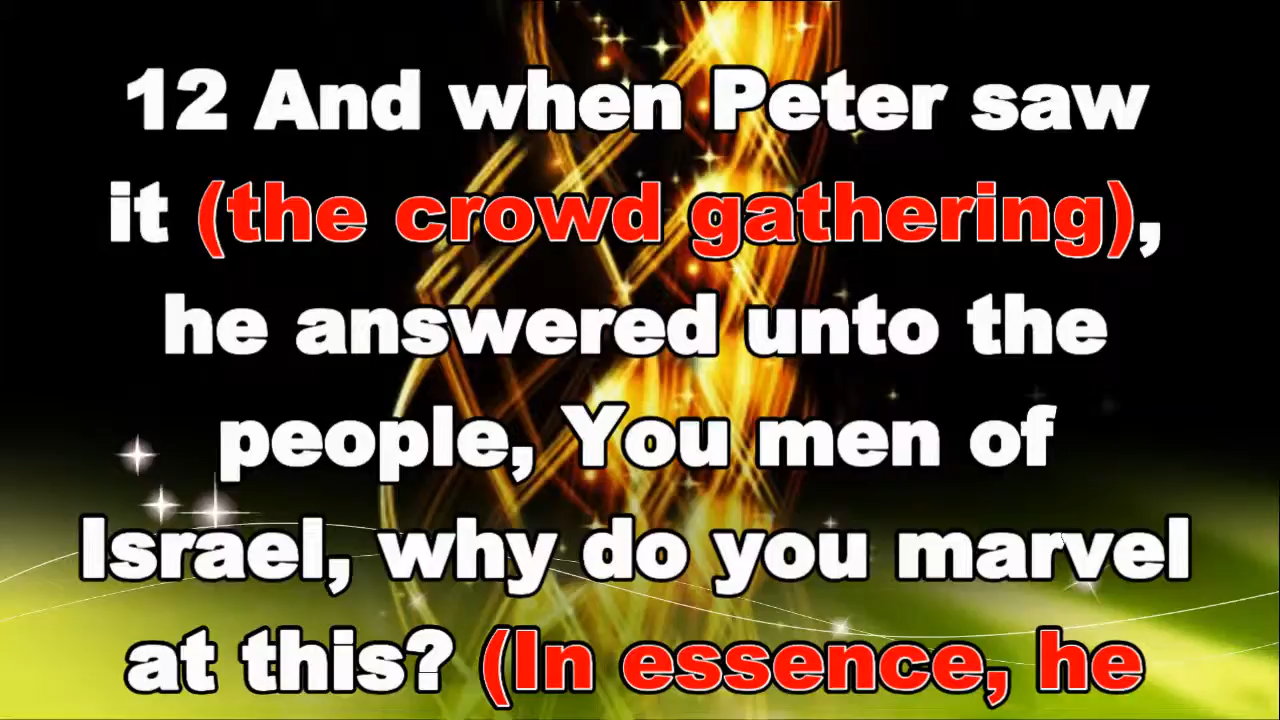 12 And when Peter saw
it (the crowd gathering),
he answered unto the
people, You men of
Israel, why do you marvel
at this? (In essence, he